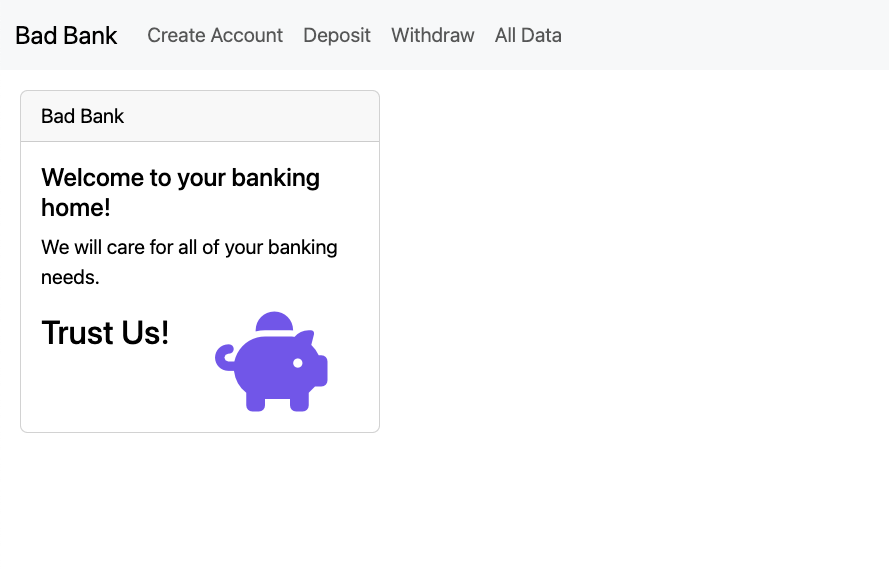 Bad Bank Create Account Deposit Withdraw All Data
Bad Bank
Welcome to your banking
home!
We will care for all of your banking
needs.
Trust Us!